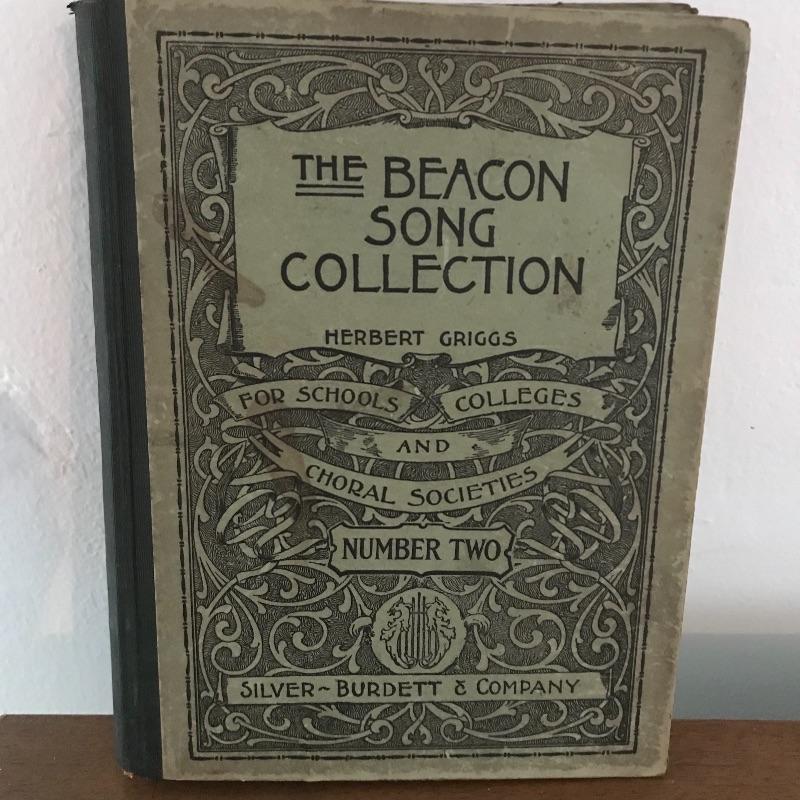 THE BEACON
SONG
COLLECTION
HERBERT GRIGGS
FOR SCHOOLS COLLEGES
AND
CHORAL SOCIETIES
NUMBER TWO
SILVER~BURDETT & COMPANY